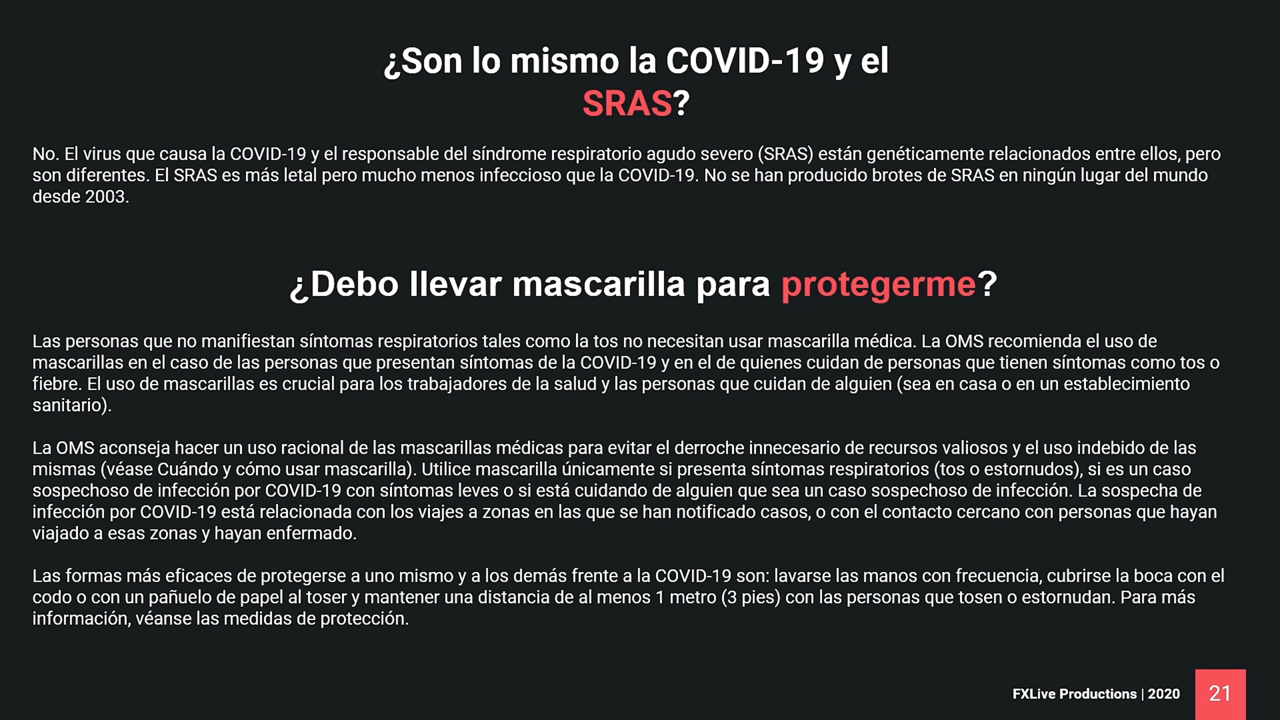 ¿Son lo mismo la COVID-19 y el
SRAS?
No. El virus que causa la COVID-19 y el responsable del síndrome respiratorio agudo severo (SRAS) están genéticamente relacionados entre ellos, pero
son diferentes. El SRAS es más letal pero mucho menos infeccioso que la COVID-19. No se han producido brotes de SRAS en ningún lugar del mundo
desde 2003.
¿Debo llevar mascarilla para protegerme?
Las personas que no manifiestan síntomas respiratorios tales como la tos no necesitan usar mascarilla médica. La OMS recomienda el uso de
mascarillas en el caso de las personas que presentan síntomas de la COVID-19 y en el de quienes cuidan de personas que tienen síntomas como tos o
fiebre. El uso de mascarillas es crucial para los trabajadores de la salud y las personas que cuidan de alguien (sea en casa o en un establecimiento
sanitario).
La OMS aconseja hacer un uso racional de las mascarillas médicas para evitar el derroche innecesario de recursos valiosos y el uso indebido de las
mismas (véase Cuándo y cómo usar mascarilla). Utilice mascarilla únicamente si presenta síntomas respiratorios (tos o estornudos), si es un caso
sospechoso de infección por COVID-19 con síntomas leves o si está cuidando de alguien que sea un caso sospechoso de infección. La sospecha de
infección por COVID-19 está relacionada con los viajes a zonas en las que se han notificado casos, o con el contacto cercano con personas que hayan
viajado a esas zonas y hayan enfermado.
Las formas más eficaces de protegerse a uno mismo y a los demás frente a la COVID-19 son: lavarse las manos con frecuencia, cubrirse la boca con el
codo o con un pañuelo de papel al toser y mantener una distancia de al menos 1 metro (3 pies) con las personas que tosen o estornudan. Para más
información, véanse las medidas de protección.
FXLive Productions | 2020 21